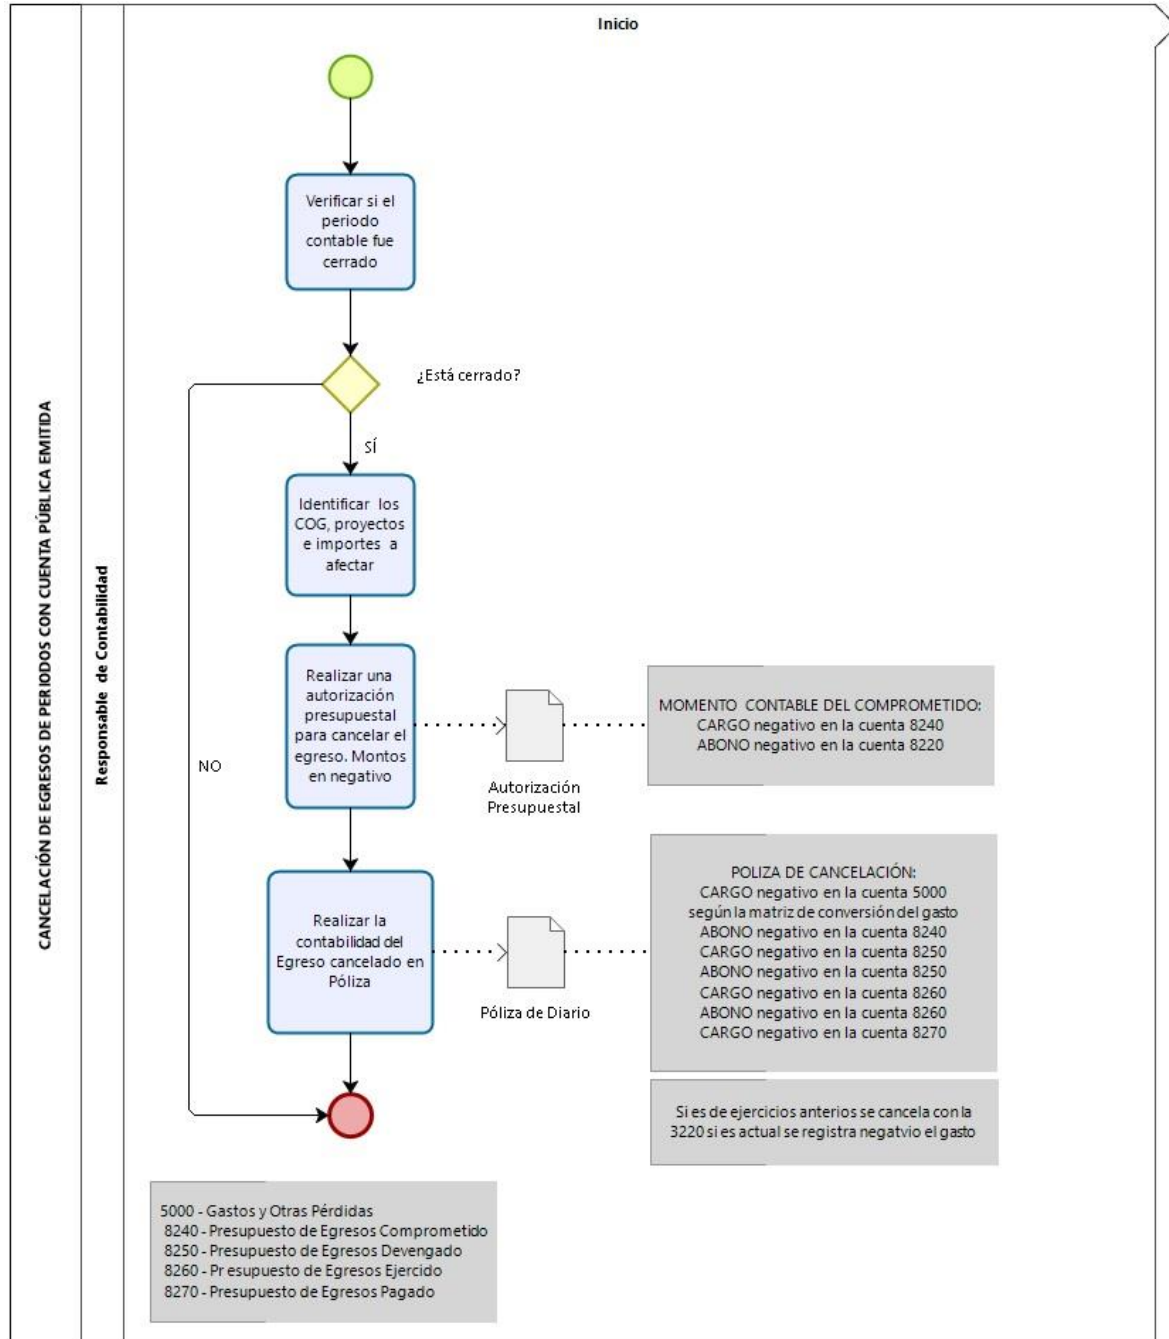 CANCELACIÓN DE EGRESOS DE PERIODOS CON CUENTA PÚBLICA EMITIDA
Responsable de Contabilidad
Inicio
Verificar si el
periodo
contable fue
cerrado
¿Está cerrado?
SÍ
NO
Identificar los
COG, proyectos
e importes a
afectar
Realizar una
autorización
presupuestal
para cancelar el
egreso. Montos
en negativo
Autorización
Presupuestal
MOMENTO CONTABLE DEL COMPROMETIDO:
CARGO negativo en la cuenta 8240
ABONO negativo en la cuenta 8220
Realizar la
contabilidad del
Egreso cancelado en
Póliza
Póliza de Diario
POLIZA DE CANCELACIÓN:
CARGO negativo en la cuenta 5000
según la matriz de conversión del gasto
ABONO negativo en la cuenta 8240
CARGO negativo en la cuenta 8250
ABONO negativo en la cuenta 8250
CARGO negativo en la cuenta 8260
ABONO negativo en la cuenta 8260
CARGO negativo en la cuenta 8270
Si es de ejercicios anterios se cancela con la
3220 si es actual se registra negatvio el gasto
5000 - Gastos y Otras Pérdidas
8240 - Presupuesto de Egresos Comprometido
8250 - Presupuesto de Egresos Devengado
8260 - Presupuesto de Egresos Ejercido
8270 - Presupuesto de Egresos Pagado